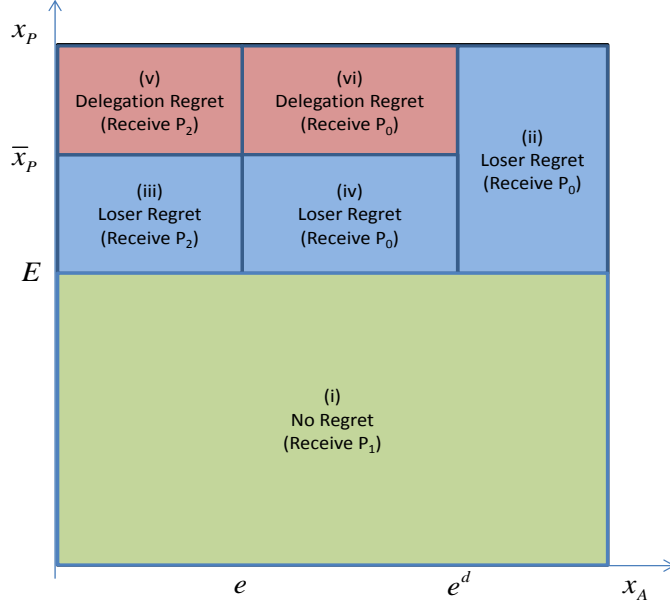 x_P
(v)
Delegation Regret
(Receive P₂)
(vi)
Delegation Regret
(Receive P₀)
(ii)
Loser Regret
(Receive P₀)
x̄_P
(iii)
Loser Regret
(Receive P₂)
(iv)
Loser Regret
(Receive P₀)
E
(i)
No Regret
(Receive P₁)
e
e^d
x_A